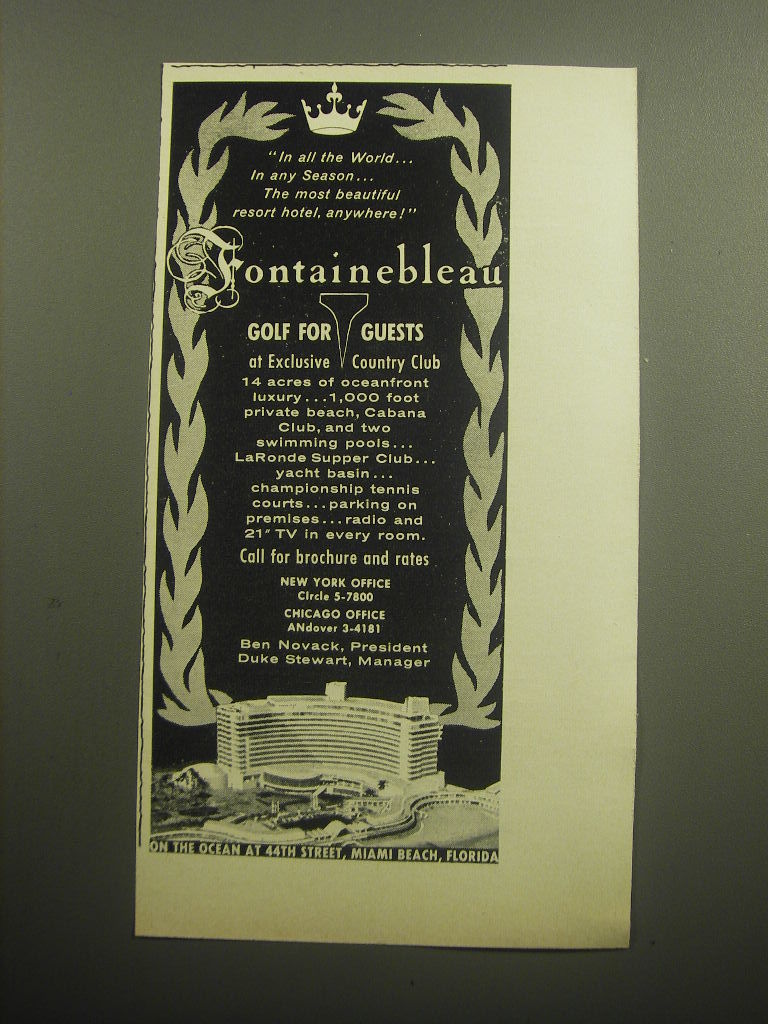 "In all the World...
In any Season...
The most beautiful
resort hotel, anywhere!"
Fontainebleau
GOLF FOR GUESTS
at Exclusive Country Club
14 acres of oceanfront
luxury...1,000 foot
private beach, Cabana
Club, and two
swimming pools...
LaRonde Supper Club...
yacht basin...
championship tennis
courts...parking on
premises...radio and
21" TV in every room.
Call for brochure and rates
NEW YORK OFFICE
CIrcle 5-7800
CHICAGO OFFICE
ANdover 3-4181
Ben Novack, President
Duke Stewart, Manager
ON THE OCEAN AT 44TH STREET, MIAMI BEACH, FLORIDA